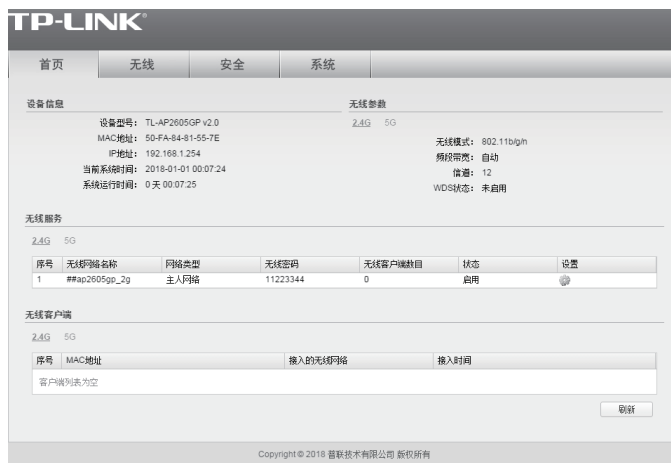 TP-LINK®
首页 无线 安全 系统
设备信息
设备型号： TL-AP2605GP v2.0
MAC地址： 50-FA-84-81-55-7E
IP地址： 192.168.1.254
当前系统时间： 2018-01-01 00:07:24
系统运行时间： 0 天 00:07:25
无线参数
2.4G 5G
无线模式： 802.11b/g/n
频段带宽： 自动
信道： 12
WDS状态： 未启用
无线服务
2.4G 5G
序号 无线网络名称 网络类型 无线密码 无线客户端数目 状态 设置
1 ##ap2605gp_2g 主人网络 11223344 0 启用
无线客户端
2.4G 5G
序号 MAC地址 接入的无线网络 接入时间
客户端列表为空
刷新
Copyright © 2018 普联技术有限公司 版权所有